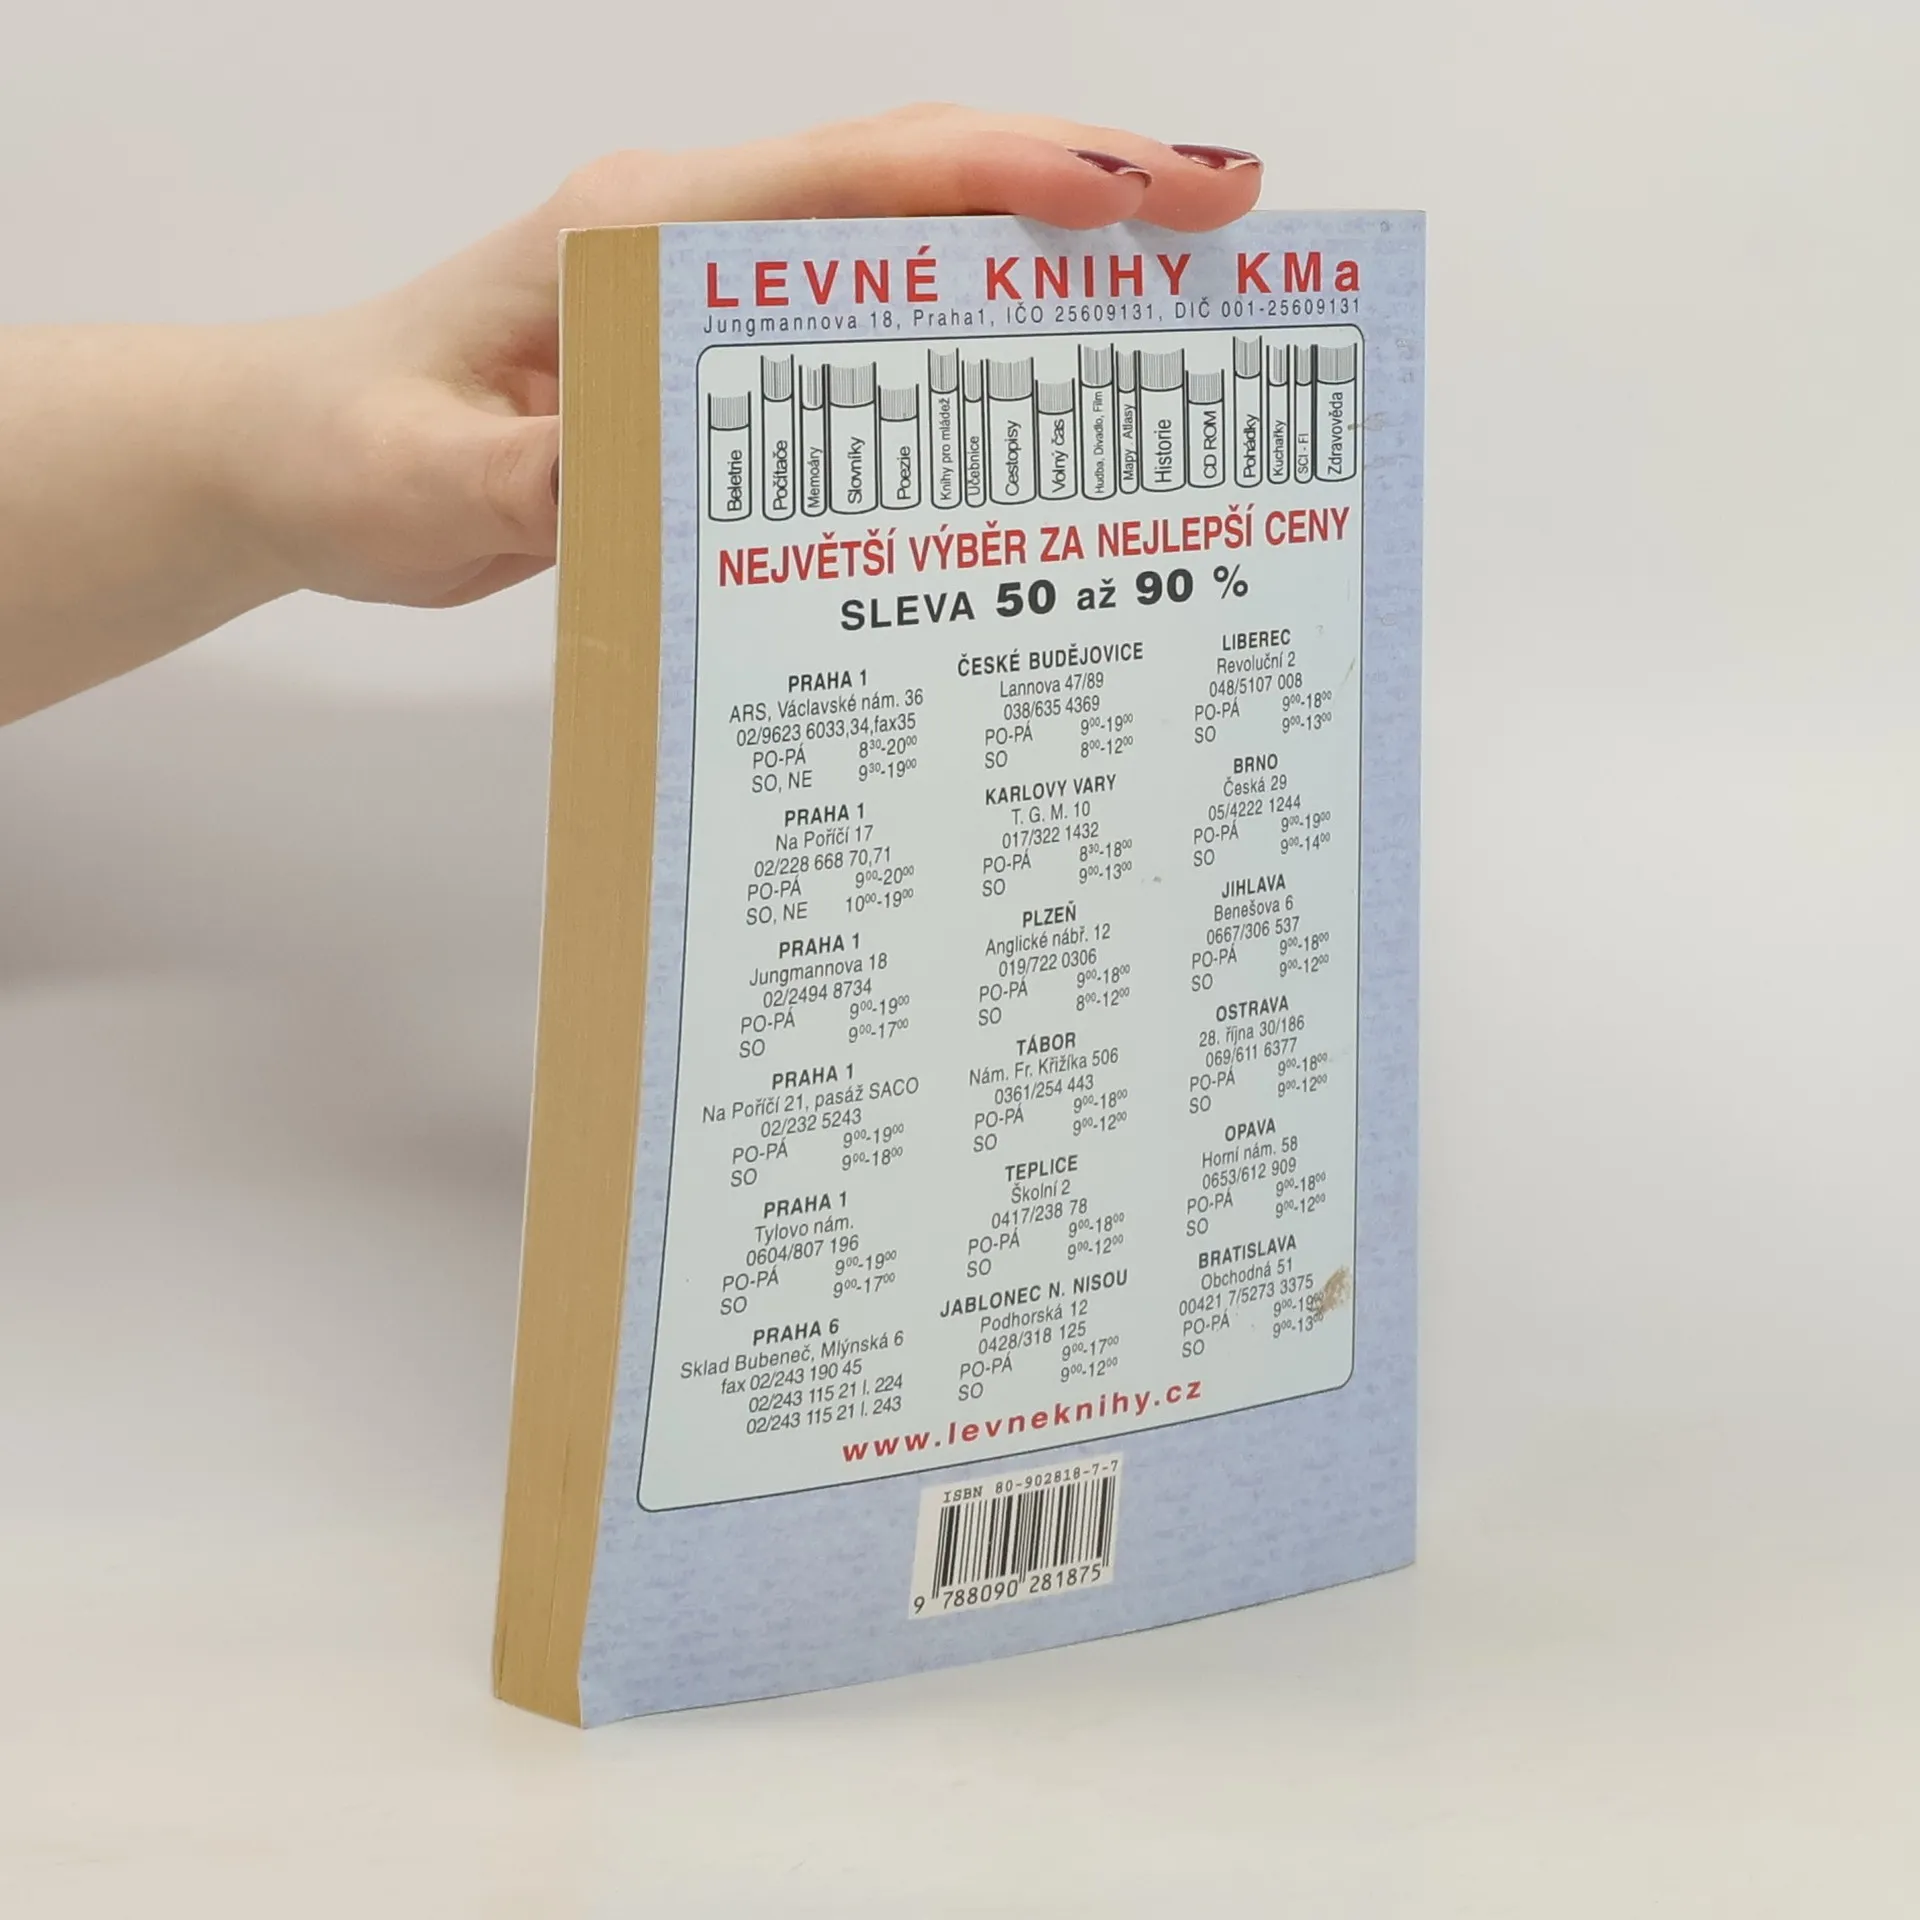 LEVNÉ KNIHY KMa
Jungmannova 18, Praha1, IČO 25609131, DIČ 001-25609131
Beletrie
Počítače
Memoáry
Slovníky
Poezie
Knihy pro mládež
Učebnice
Cestopisy
Volný čas
Hudba, Divadlo, Film
Mapy . Atlasy
Historie
CD ROM
Pohádky
Kuchařky
SCI - FI
Zdravověda
NEJVĚTŠÍ VÝBĚR ZA NEJLEPŠÍ CENY
SLEVA 50 až 90 %
PRAHA 1
ARS, Václavské nám. 36
02/9623 6033,34,fax35
PO-PÁ 8³⁰-20⁰⁰
SO, NE 9³⁰-19⁰⁰
PRAHA 1
Na Poříčí 17
02/228 668 70,71
PO-PÁ 9⁰⁰-20⁰⁰
SO, NE 10⁰⁰-19⁰⁰
PRAHA 1
Jungmannova 18
02/2494 8734
PO-PÁ 9⁰⁰-19⁰⁰
SO 9⁰⁰-17⁰⁰
PRAHA 1
Na Poříčí 21, pasáž SACO
02/232 5243
PO-PÁ 9⁰⁰-19⁰⁰
SO 9⁰⁰-18⁰⁰
PRAHA 1
Tylovo nám.
0604/807 196
PO-PÁ 9⁰⁰-19⁰⁰
SO 9⁰⁰-17⁰⁰
PRAHA 6
Sklad Bubeneč, Mlýnská 6
fax 02/243 190 45
02/243 115 21 l. 224
02/243 115 21 l. 243
ČESKÉ BUDĚJOVICE
Lannova 47/89
038/635 4369
PO-PÁ 9⁰⁰-19⁰⁰
SO 8⁰⁰-12⁰⁰
KARLOVY VARY
T. G. M. 10
017/322 1432
PO-PÁ 8³⁰-18⁰⁰
SO 9⁰⁰-13⁰⁰
PLZEŇ
Anglické nábř. 12
019/722 0306
PO-PÁ 9⁰⁰-18⁰⁰
SO 8⁰⁰-12⁰⁰
TÁBOR
Nám. Fr. Křižíka 506
0361/254 443
PO-PÁ 9⁰⁰-18⁰⁰
SO 9⁰⁰-12⁰⁰
TEPLICE
Školní 2
0417/238 78
PO-PÁ 9⁰⁰-18⁰⁰
SO 9⁰⁰-12⁰⁰
JABLONEC N. NISOU
Podhorská 12
0428/318 125
PO-PÁ 9⁰⁰-17⁰⁰
SO 9⁰⁰-12⁰⁰
LIBEREC
Revoluční 2
048/5107 008
PO-PÁ 9⁰⁰-18⁰⁰
SO 9⁰⁰-13⁰⁰
BRNO
Česká 29
05/4222 1244
PO-PÁ 9⁰⁰-19⁰⁰
SO 9⁰⁰-14⁰⁰
JIHLAVA
Benešova 6
0667/306 537
PO-PÁ 9⁰⁰-18⁰⁰
SO 9⁰⁰-12⁰⁰
OSTRAVA
28. října 30/186
069/611 6377
PO-PÁ 9⁰⁰-18⁰⁰
SO 9⁰⁰-12⁰⁰
OPAVA
Horní nám. 58
0653/612 909
PO-PÁ 9⁰⁰-18⁰⁰
SO 9⁰⁰-12⁰⁰
BRATISLAVA
Obchodná 51
00421 7/5273 3375
PO-PÁ 9⁰⁰-19⁰⁰
SO 9⁰⁰-13⁰⁰
www.levneknihy.cz
ISBN 80-902818-7-7
9 788090 281875